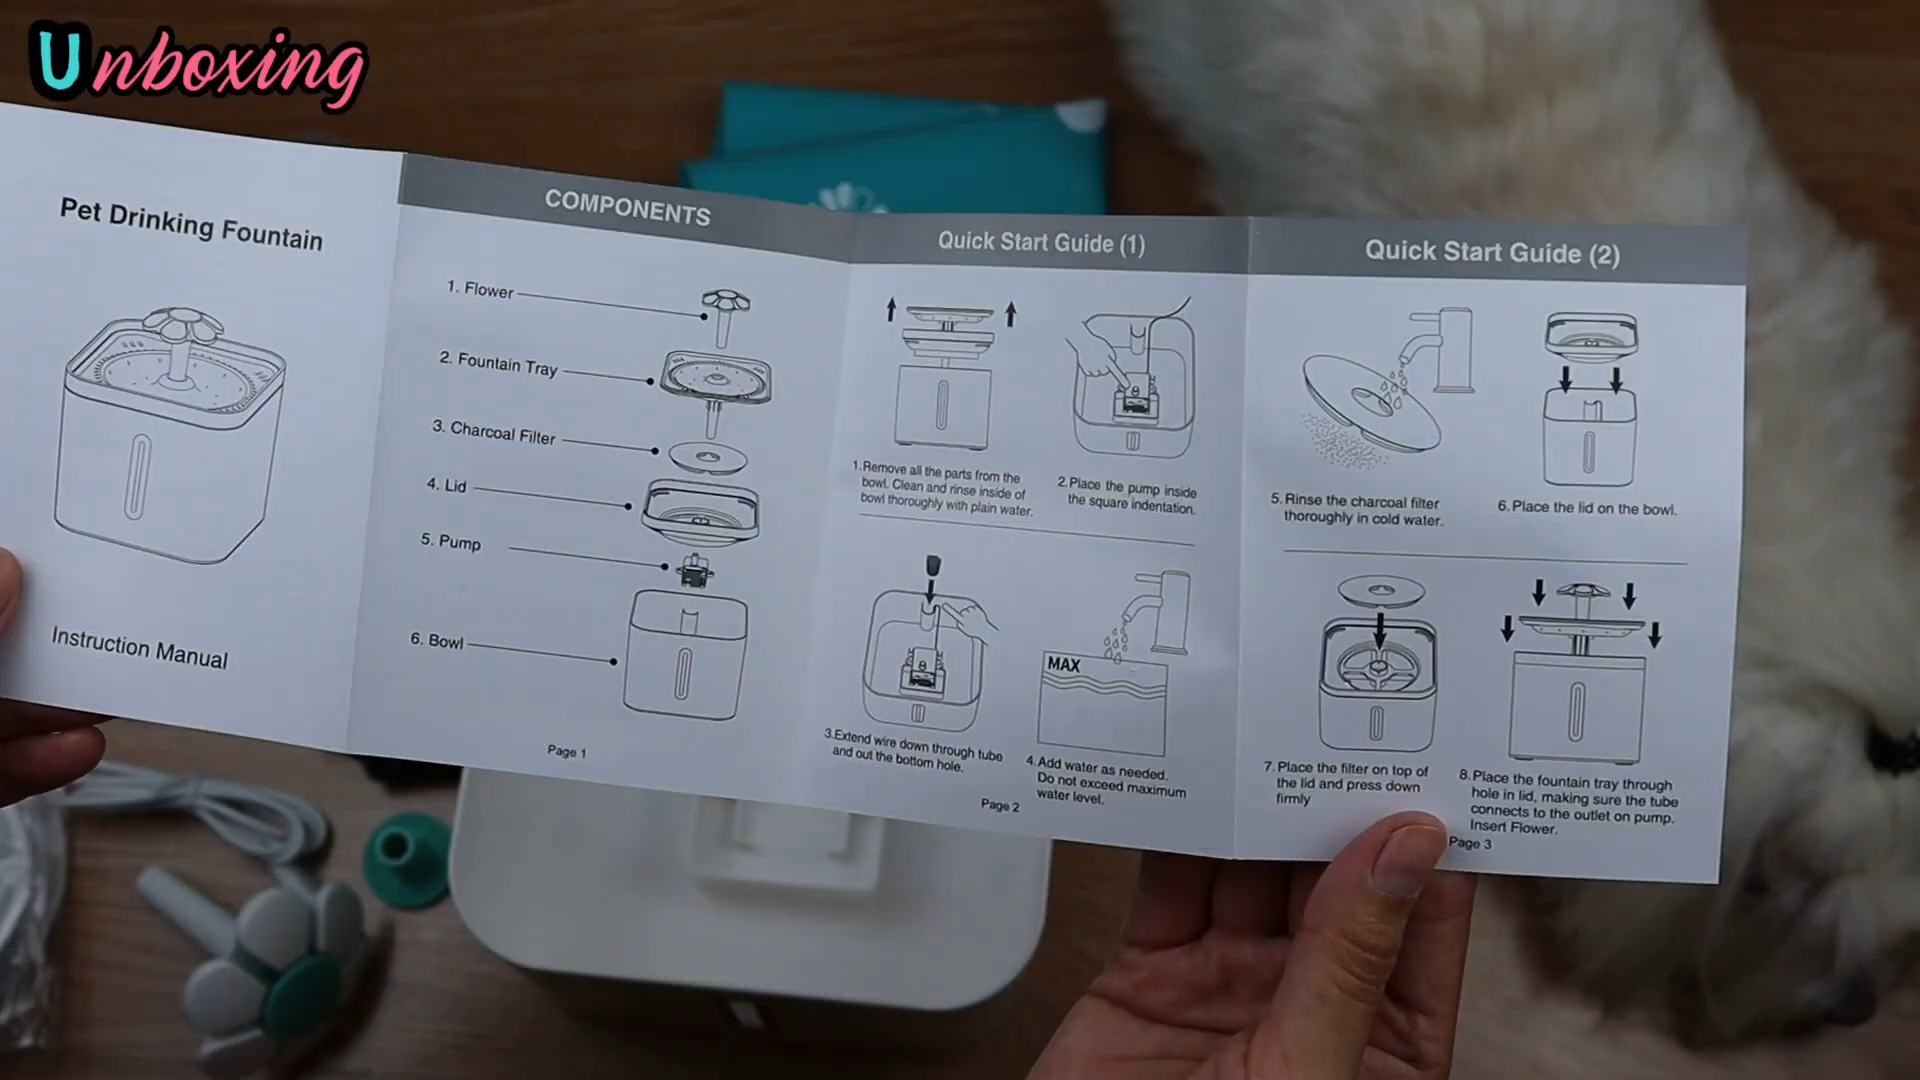 Unboxing
Pet Drinking Fountain
Instruction Manual
COMPONENTS
1. Flower
2. Fountain Tray
3. Charcoal Filter
4. Lid
5. Pump
6. Bowl
Page 1
Quick Start Guide (1)
1.Remove all the parts from the
bowl. Clean and rinse inside of
bowl thoroughly with plain water.
2.Place the pump inside
the square indentation.
3.Extend wire down through tube
and out the bottom hole.
MAX
4.Add water as needed.
Do not exceed maximum
water level.
Page 2
Quick Start Guide (2)
5.Rinse the charcoal filter
thoroughly in cold water.
6.Place the lid on the bowl.
7.Place the filter on top of
the lid and press down
firmly
8.Place the fountain tray through
hole in lid, making sure the tube
connects to the outlet on pump.
Insert Flower.
Page 3